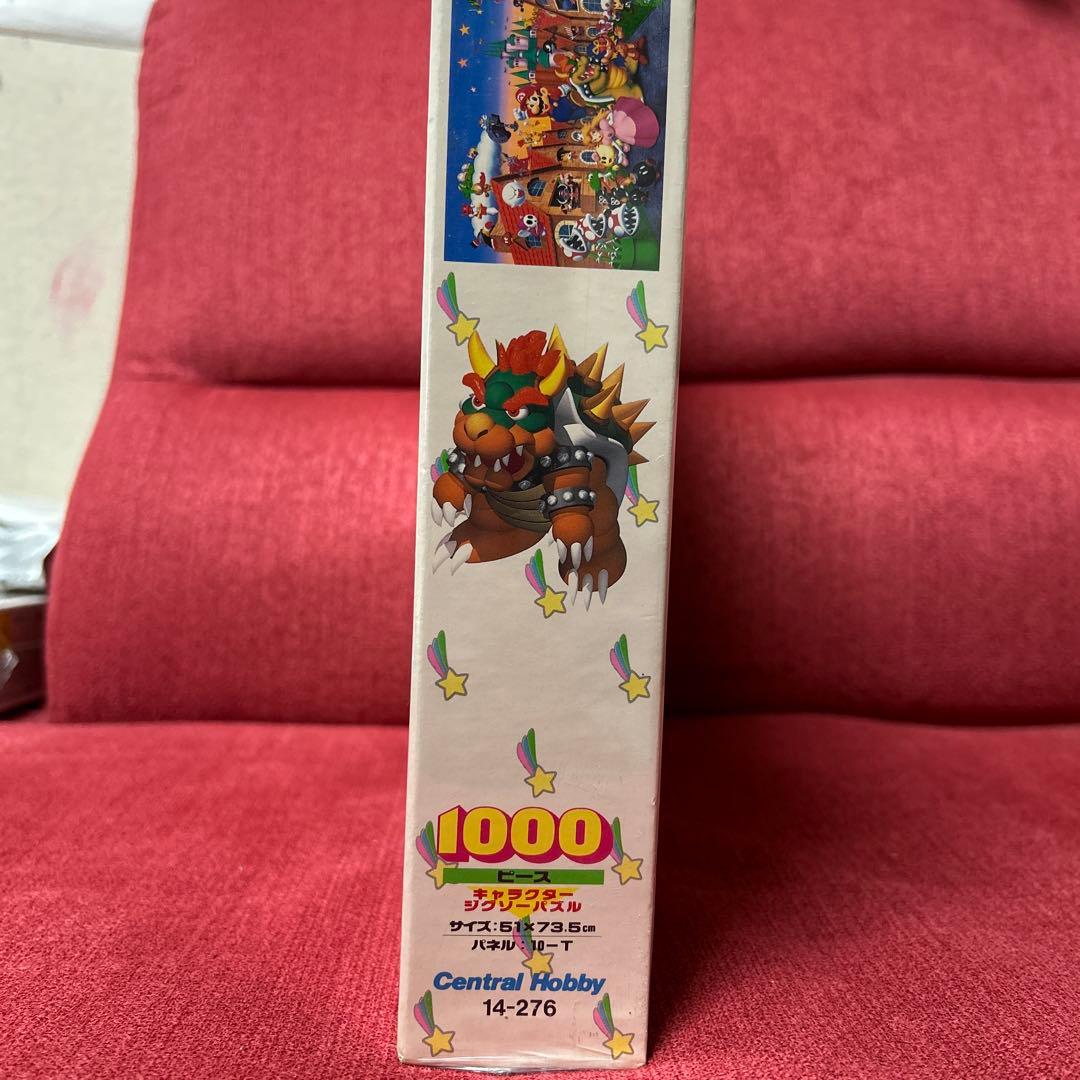 1000
ピース
キャラクター
ジグソーパズル
サイズ:51×73.5cm
パネル:10-T
Central Hobby
14-276